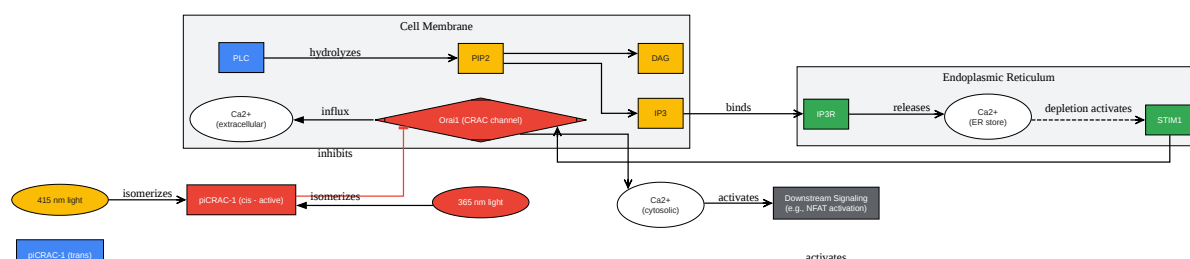 Cell Membrane
PLC
hydrolyzes
PIP2
DAG
Endoplasmic Reticulum
Ca2+
(extracellular)
influx
Orai1 (CRAC channel)
IP3
binds
IP3R
releases
Ca2+
(ER store)
depletion activates
STIM1
inhibits
415 nm light
isomerizes
piCRAC-1 (cis - active)
isomerizes
365 nm light
Ca2+
(cytosolic)
activates
Downstream Signaling
(e.g., NFAT activation)
piCRAC-1 (trans)
activates